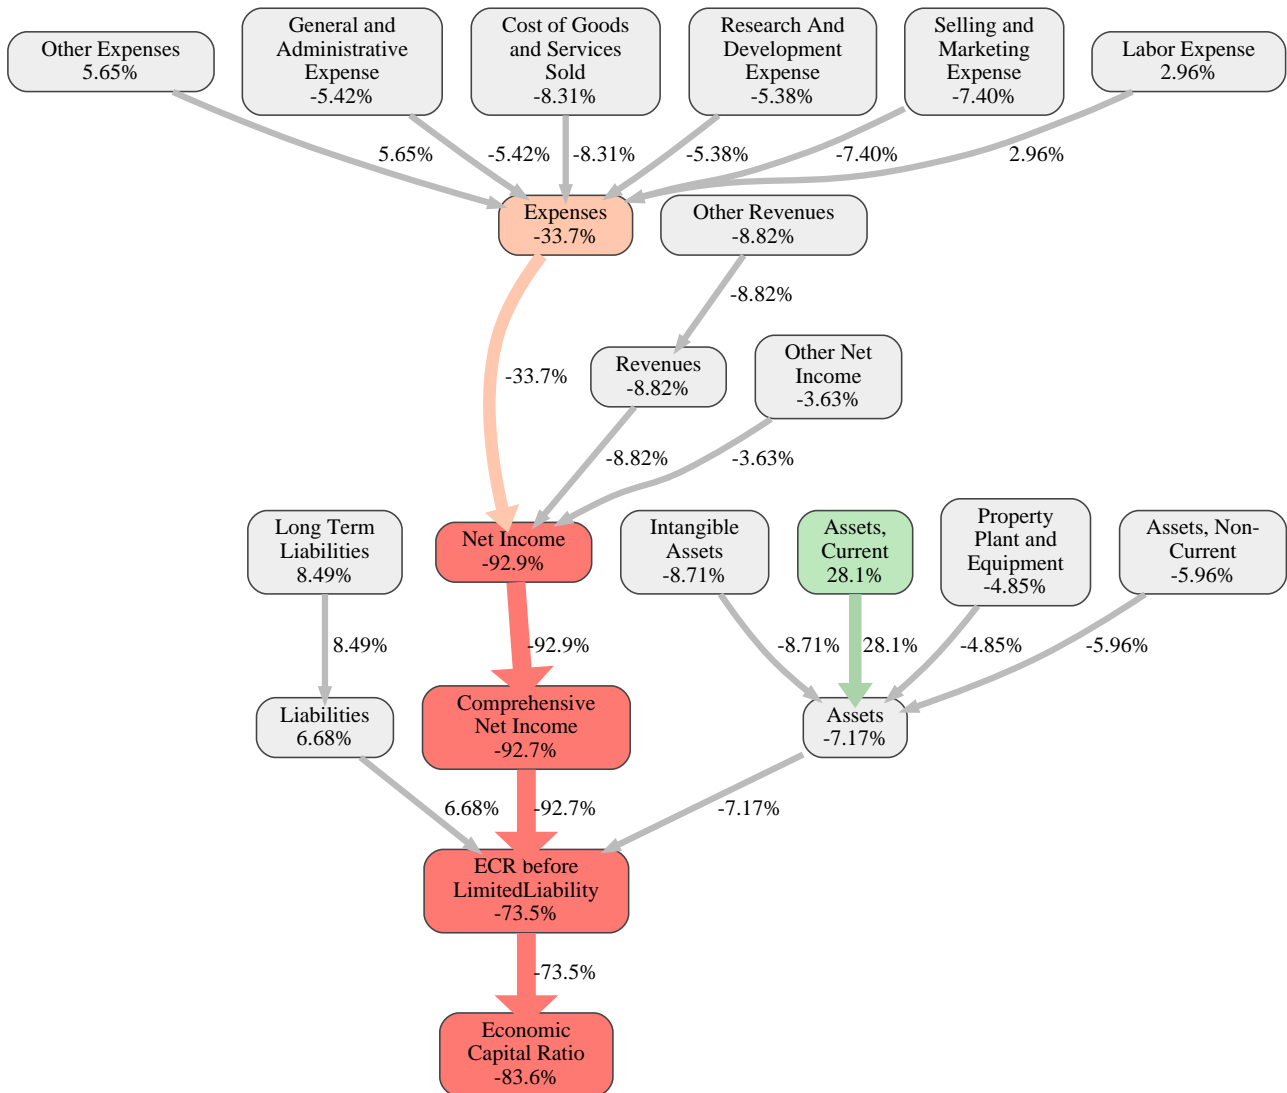 Other Expenses
5.65%
General and
Administrative
Expense
-5.42%
Cost of Goods
and Services
Sold
-8.31%
Research And
Development
Expense
-5.38%
Selling and
Marketing
Expense
-7.40%
Labor Expense
2.96%
5.65%
-5.42%
-8.31%
-5.38%
-7.40%
2.96%
Expenses
-33.7%
Other Revenues
-8.82%
-8.82%
-33.7%
Revenues
-8.82%
Other Net
Income
-3.63%
-8.82%
-3.63%
Long Term
Liabilities
8.49%
Net Income
-92.9%
Intangible
Assets
-8.71%
Assets,
Current
28.1%
Property
Plant and
Equipment
-4.85%
Assets, Non-
Current
-5.96%
8.49%
-92.9%
-8.71%
28.1%
-4.85%
-5.96%
Liabilities
6.68%
Comprehensive
Net Income
-92.7%
Assets
-7.17%
6.68%
-92.7%
-7.17%
ECR before
LimitedLiability
-73.5%
-73.5%
Economic
Capital Ratio
-83.6%